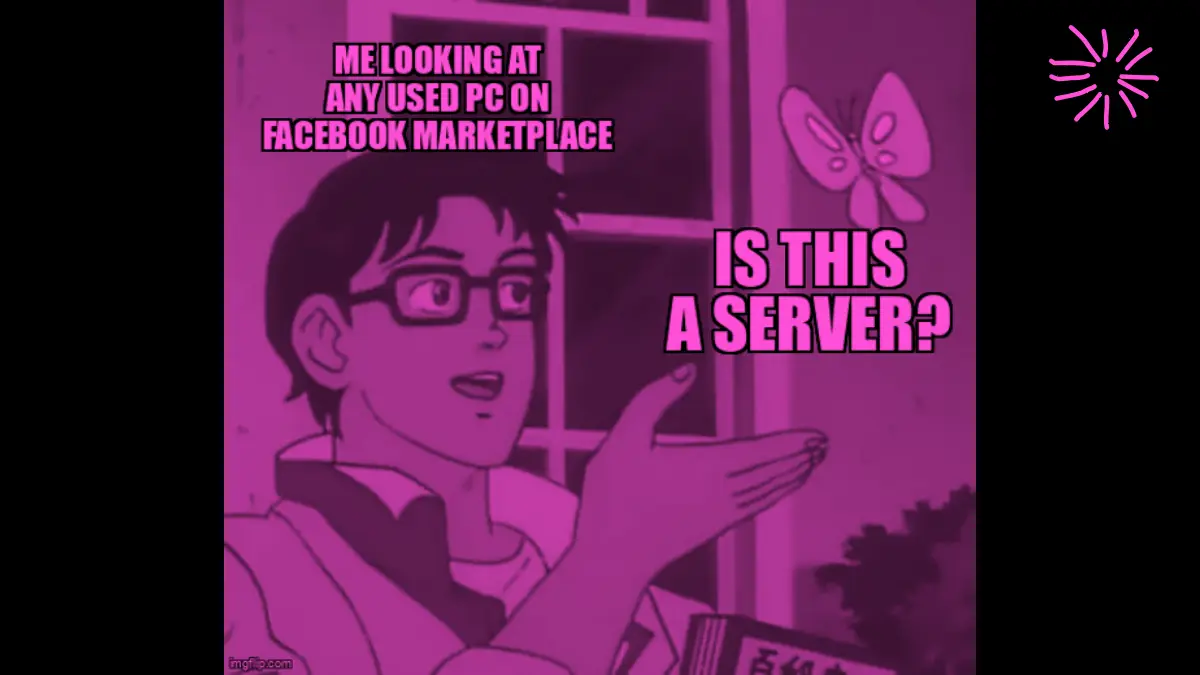 ME LOOKING AT
ANY USED PC ON
FACEBOOK MARKETPLACE
IS THIS
A SERVER?
imgflip.com